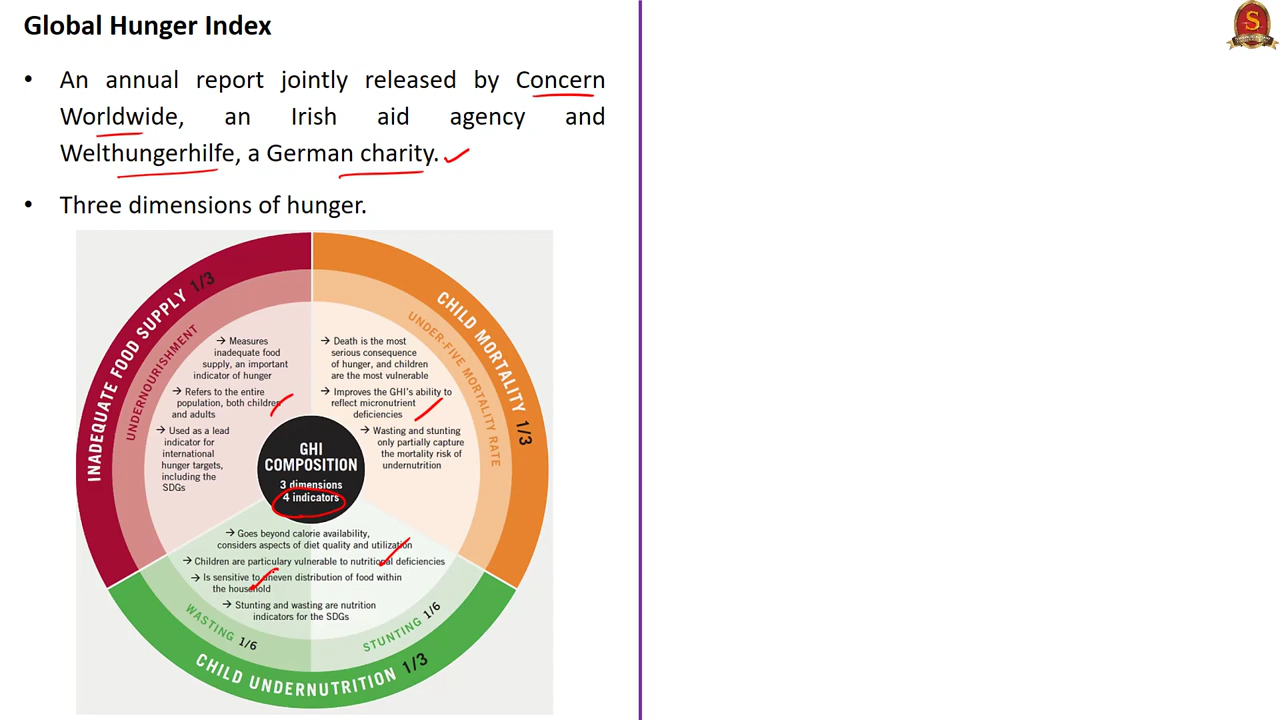 Global Hunger Index
• An annual report jointly released by Concern
Worldwide, an Irish aid agency and
Welthungerhilfe, a German charity.
• Three dimensions of hunger.
INADEQUATE FOOD SUPPLY 1/3
UNDERNOURISHMENT
→ Measures
inadequate food
supply, an important
indicator of hunger
→ Refers to the entire
population, both children
and adults
→ Used as a lead
indicator for
international
hunger targets,
including the
SDGs
CHILD MORTALITY 1/3
UNDER-FIVE MORTALITY RATE
→ Death is the most
serious consequence
of hunger, and children
are the most vulnerable
→ Improves the GHI's ability to
reflect micronutrient
deficiencies
→ Wasting and stunting
only partially capture
the mortality risk of
undernutrition
GHI
COMPOSITION
3 dimensions
4 indicators
→ Goes beyond calorie availability,
considers aspects of diet quality and utilization
→ Children are particulary vulnerable to nutritional deficiencies
→ Is sensitive to uneven distribution of food within
the household
→ Stunting and wasting are nutrition
indicators for the SDGs
WASTING 1/6
STUNTING 1/6
CHILD UNDERNUTRITION 1/3
S